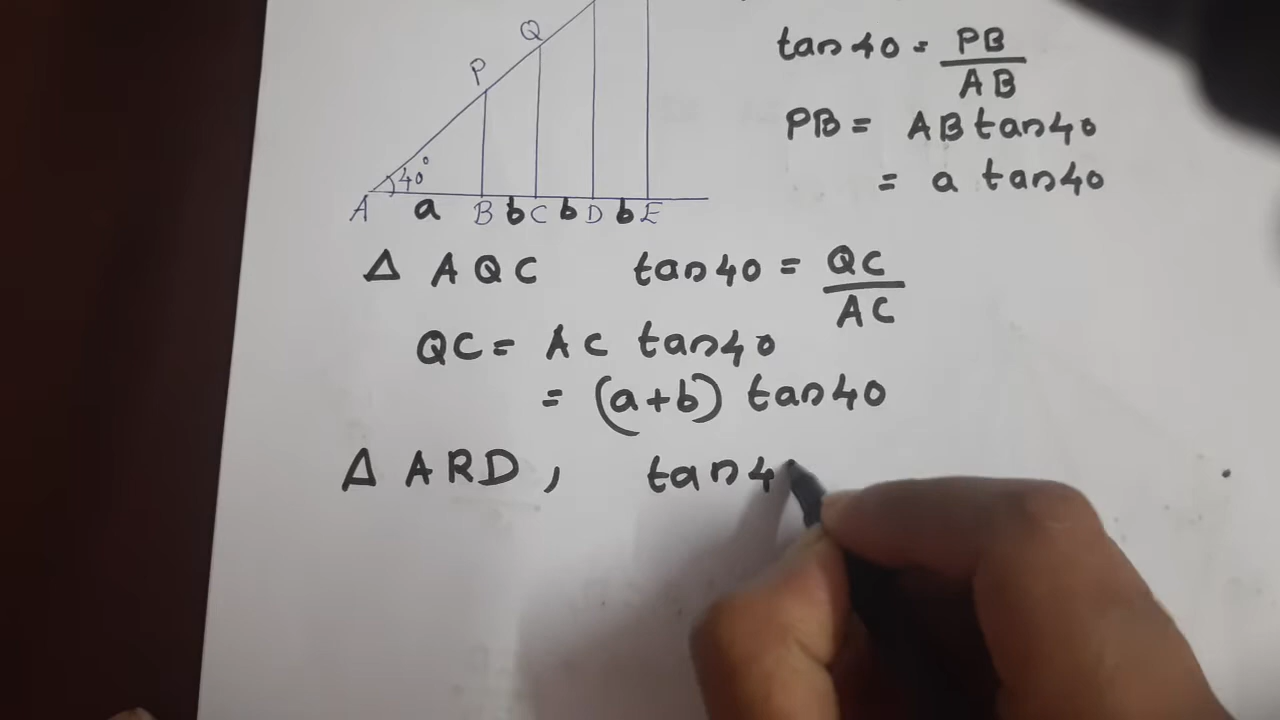 Q
P
40°
A a B b C b D b E
tan40 = PB
AB
PB = AB tan40
= a tan40
Δ AQC tan40 = QC
AC
QC = AC tan40
= (a+b) tan40
Δ ARD, tan4